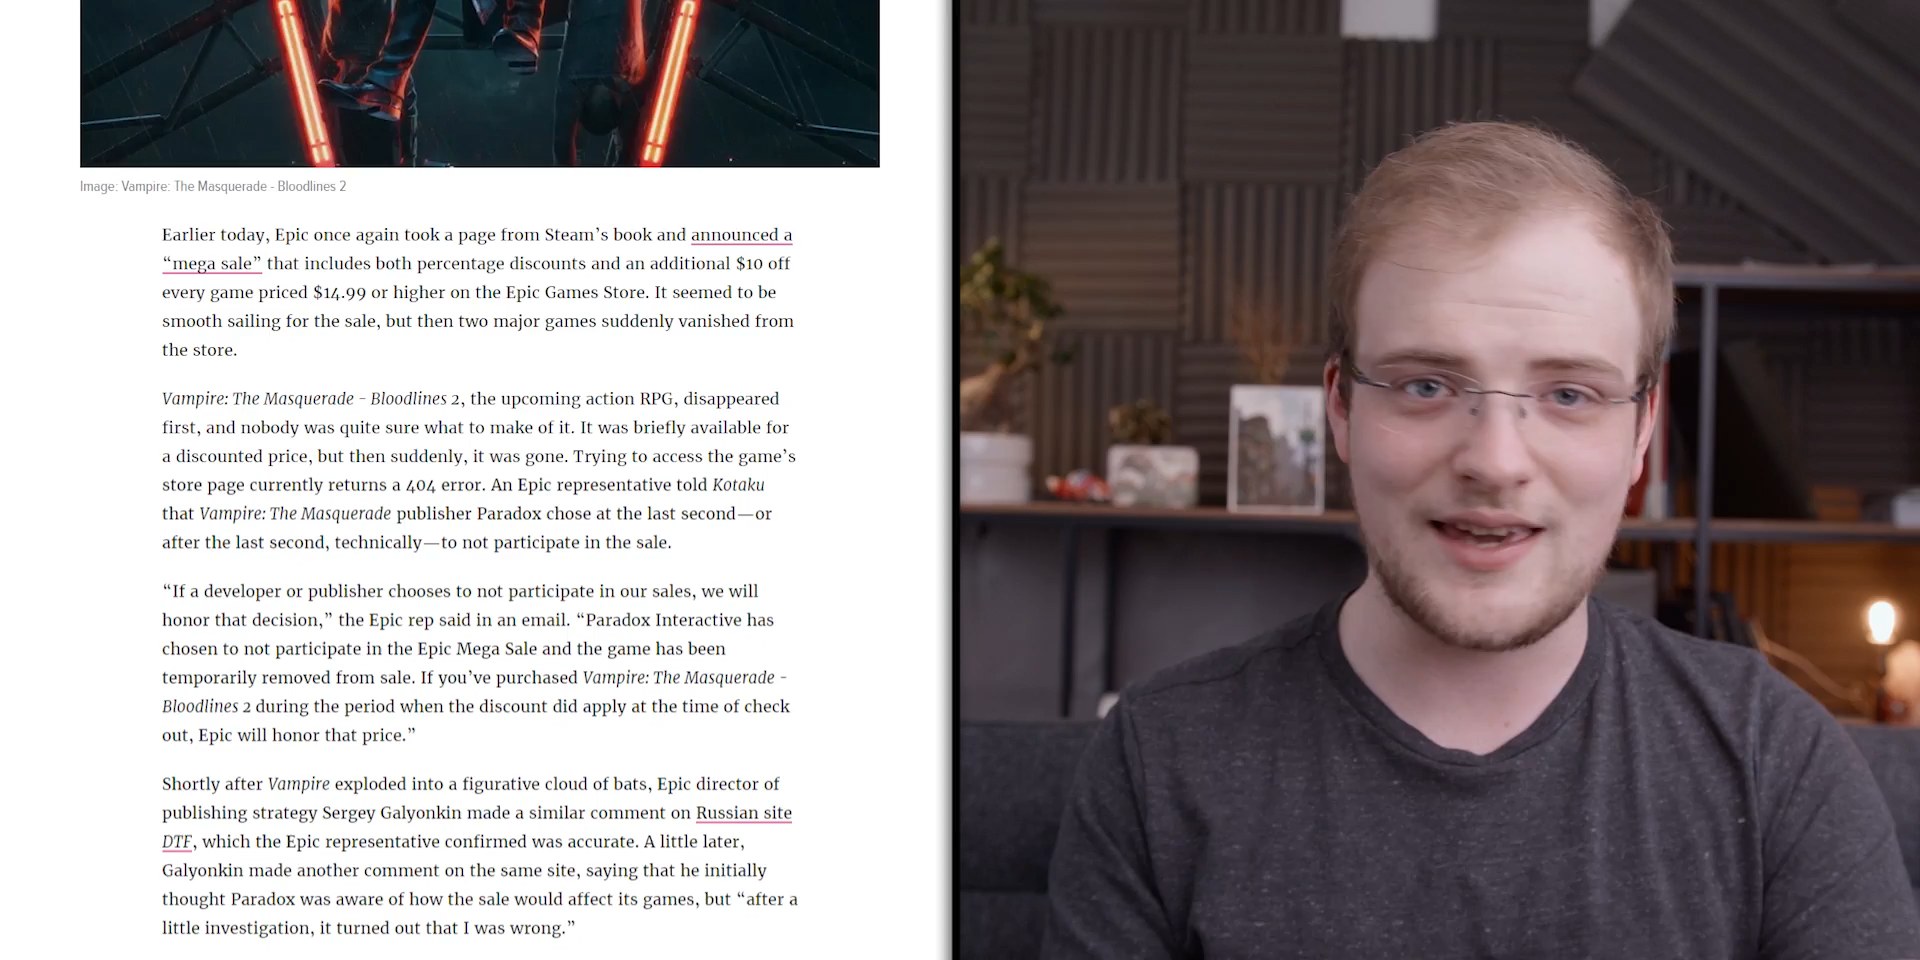 Image: Vampire: The Masquerade - Bloodlines 2
Earlier today, Epic once again took a page from Steam’s book and announced a
“mega sale” that includes both percentage discounts and an additional $10 off
every game priced $14.99 or higher on the Epic Games Store. It seemed to be
smooth sailing for the sale, but then two major games suddenly vanished from
the store.
Vampire: The Masquerade - Bloodlines 2, the upcoming action RPG, disappeared
first, and nobody was quite sure what to make of it. It was briefly available for
a discounted price, but then suddenly, it was gone. Trying to access the game’s
store page currently returns a 404 error. An Epic representative told Kotaku
that Vampire: The Masquerade publisher Paradox chose at the last second—or
after the last second, technically—to not participate in the sale.
“If a developer or publisher chooses to not participate in our sales, we will
honor that decision,” the Epic rep said in an email. “Paradox Interactive has
chosen to not participate in the Epic Mega Sale and the game has been
temporarily removed from sale. If you’ve purchased Vampire: The Masquerade -
Bloodlines 2 during the period when the discount did apply at the time of check
out, Epic will honor that price.”
Shortly after Vampire exploded into a figurative cloud of bats, Epic director of
publishing strategy Sergey Galyonkin made a similar comment on Russian site
DTF, which the Epic representative confirmed was accurate. A little later,
Galyonkin made another comment on the same site, saying that he initially
thought Paradox was aware of how the sale would affect its games, but “after a
little investigation, it turned out that I was wrong.”